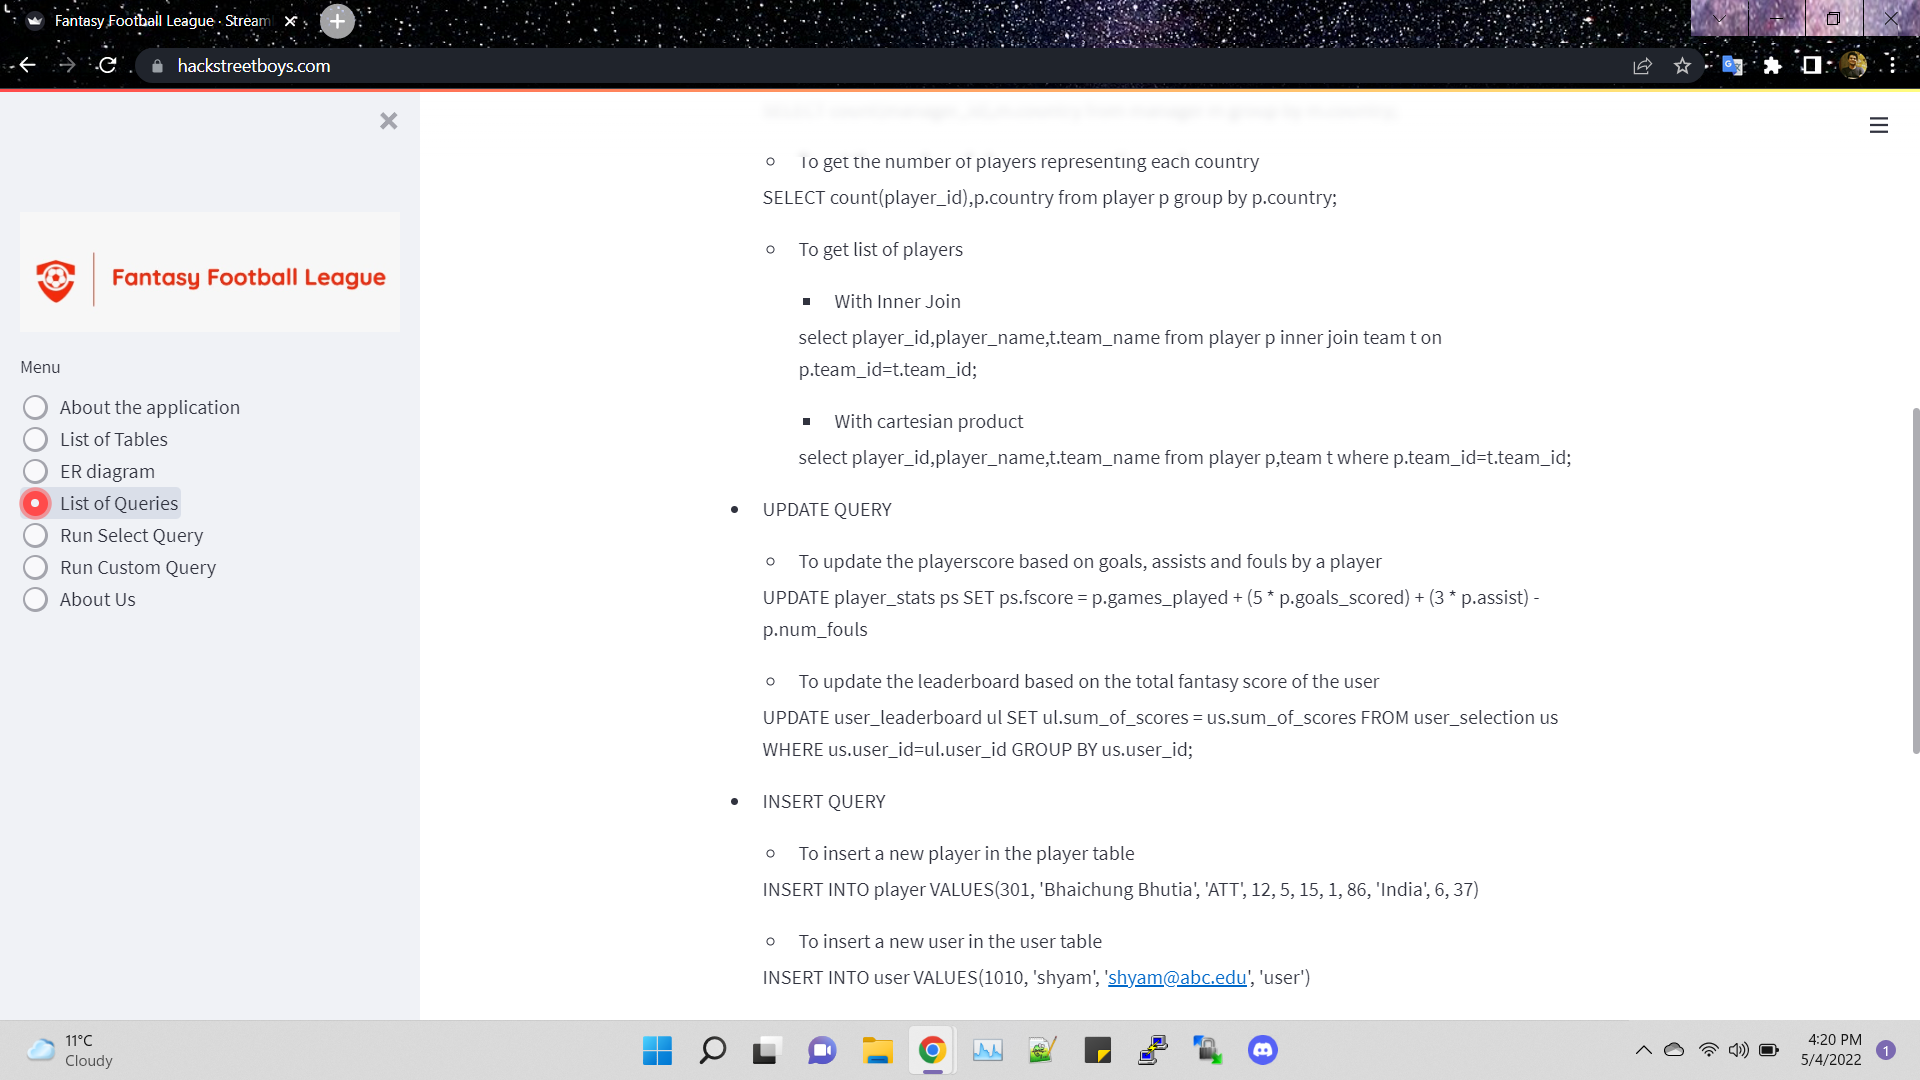 Fantasy Football League · Stream
hackstreetboys.com
Fantasy Football League
Menu
About the application
List of Tables
ER diagram
List of Queries
Run Select Query
Run Custom Query
About Us
To get the number of players representing each country
SELECT count(player_id),p.country from player p group by p.country;
To get list of players
With Inner Join
select player_id,player_name,t.team_name from player p inner join team t on
p.team_id=t.team_id;
With cartesian product
select player_id,player_name,t.team_name from player p,team t where p.team_id=t.team_id;
UPDATE QUERY
To update the playerscore based on goals, assists and fouls by a player
UPDATE player_stats ps SET ps.fscore = p.games_played + (5 * p.goals_scored) + (3 * p.assist) -
p.num_fouls
To update the leaderboard based on the total fantasy score of the user
UPDATE user_leaderboard ul SET ul.sum_of_scores = us.sum_of_scores FROM user_selection us
WHERE us.user_id=ul.user_id GROUP BY us.user_id;
INSERT QUERY
To insert a new player in the player table
INSERT INTO player VALUES(301, 'Bhaichung Bhutia', 'ATT', 12, 5, 15, 1, 86, 'India', 6, 37)
To insert a new user in the user table
INSERT INTO user VALUES(1010, 'shyam', 'shyam@abc.edu', 'user')
11°C
Cloudy
4:20 PM
5/4/2022
1